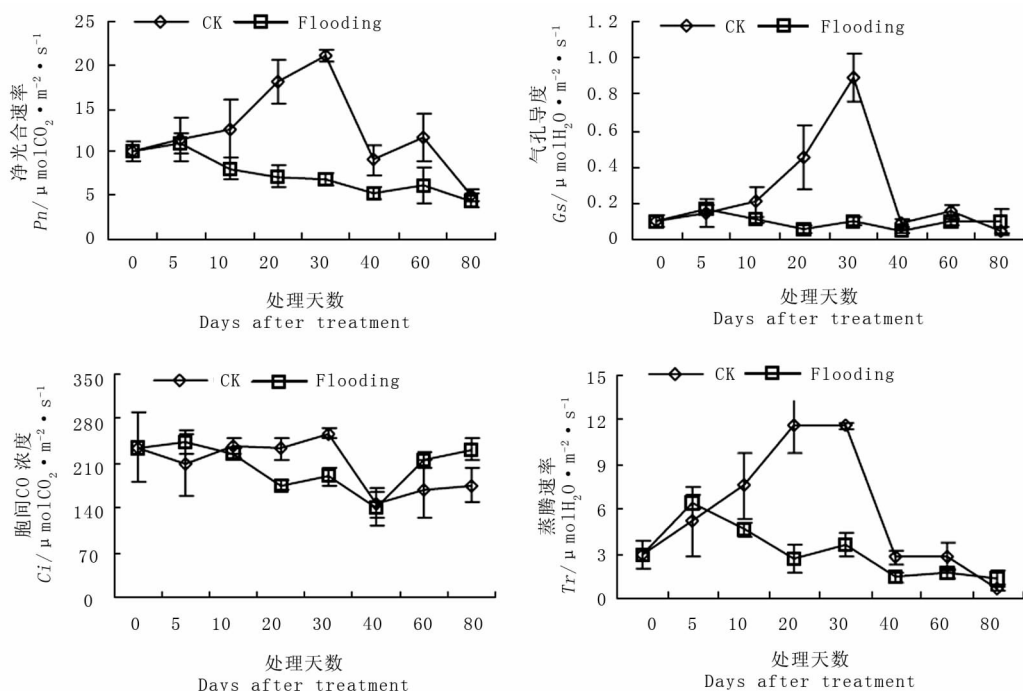 CK Flooding
净光合速率
Pn/μmolCO₂·m⁻²·s⁻¹
25
20
15
10
5
0
0 5 10 20 30 40 60 80
处理天数
Days after treatment
CK Flooding
气孔导度
Gs/μmolH₂O·m⁻²·s⁻¹
1.2
1.0
0.8
0.6
0.4
0.2
0
0 5 10 20 30 40 60 80
处理天数
Days after treatment
CK Flooding
胞间CO浓度
Ci/μmolCO₂·m⁻²·s⁻¹
350
280
210
140
70
0
0 5 10 20 30 40 60 80
处理天数
Days after treatment
CK Flooding
蒸腾速率
Tr/μmolH₂O·m⁻²·s⁻¹
15
12
9
6
3
0
0 5 10 20 30 40 60 80
处理天数
Days after treatment